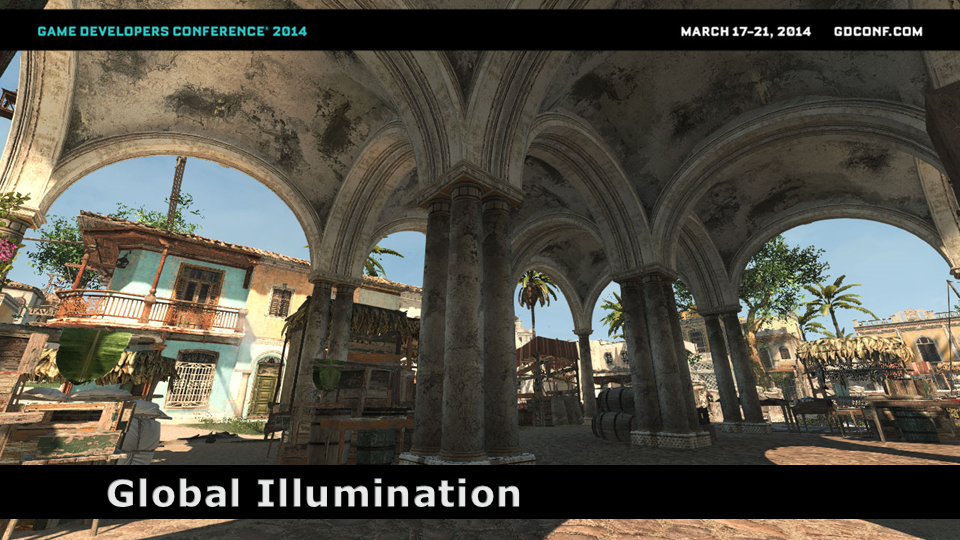 GAME DEVELOPERS CONFERENCE® 2014
MARCH 17–21, 2014 GDCONF.COM
Global Illumination